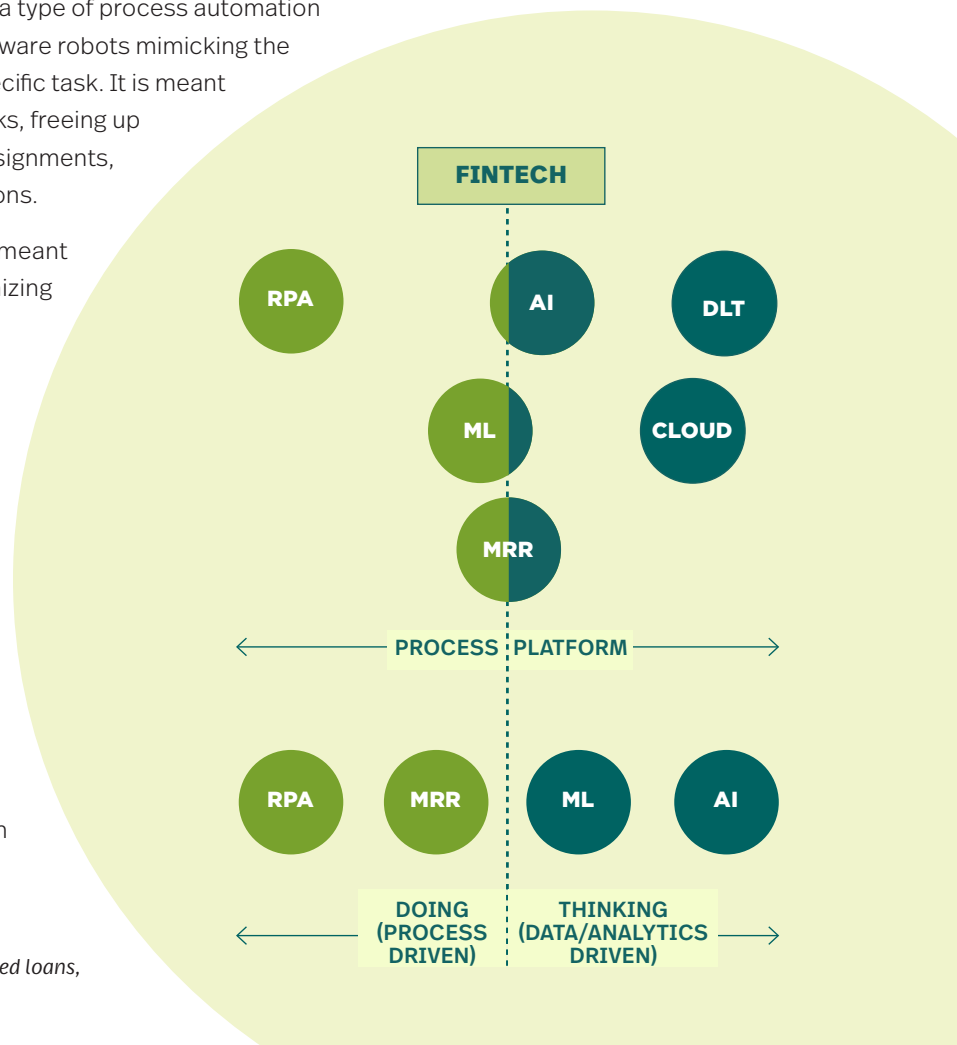 a type of process automation
ware robots mimicking the
ecific task. It is meant
ks, freeing up
signments,
ons.
meant
izing
n
ed loans,
FINTECH
RPA
AI
DLT
ML
CLOUD
MRR
PROCESS PLATFORM
RPA MRR ML AI
DOING
(PROCESS
DRIVEN)
THINKING
(DATA/ANALYTICS
DRIVEN)